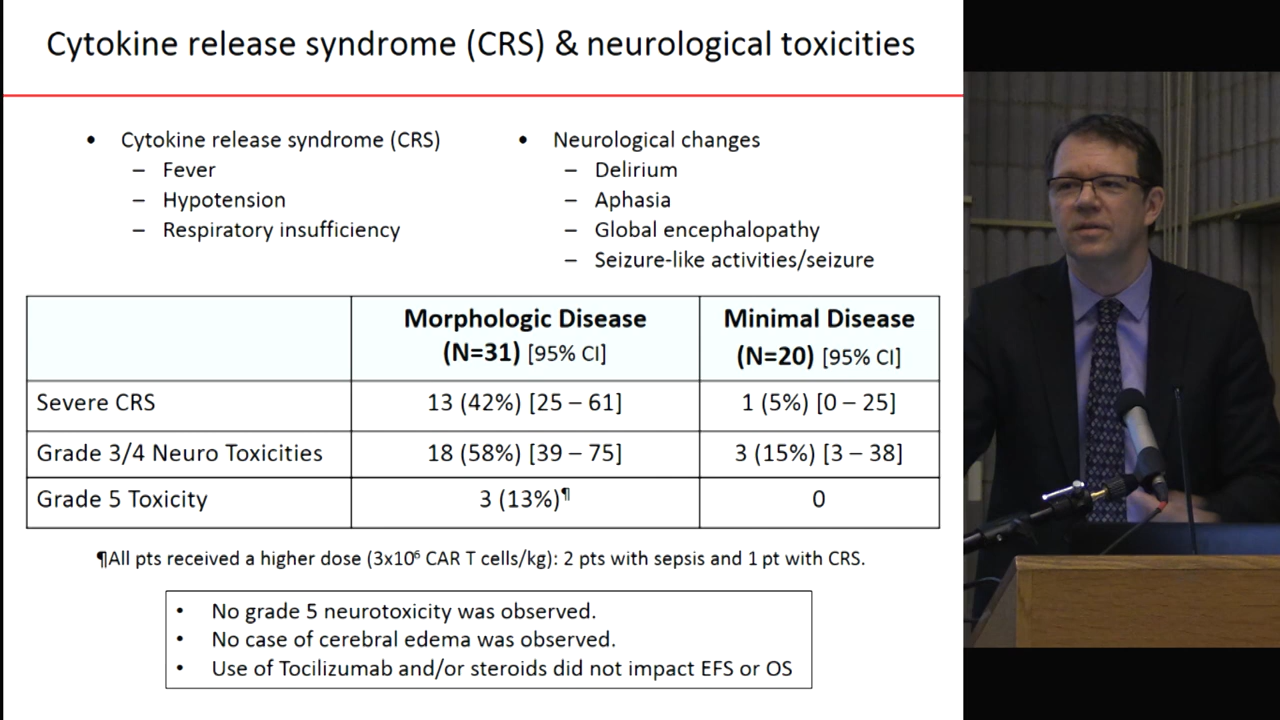 Cytokine release syndrome (CRS) & neurological toxicities
• Cytokine release syndrome (CRS)
– Fever
– Hypotension
– Respiratory insufficiency
• Neurological changes
– Delirium
– Aphasia
– Global encephalopathy
– Seizure-like activities/seizure
Morphologic Disease
(N=31) [95% CI]
Minimal Disease
(N=20) [95% CI]
Severe CRS 13 (42%) [25 – 61] 1 (5%) [0 – 25]
Grade 3/4 Neuro Toxicities 18 (58%) [39 – 75] 3 (15%) [3 – 38]
Grade 5 Toxicity 3 (13%)¶ 0
¶All pts received a higher dose (3x10⁶ CAR T cells/kg): 2 pts with sepsis and 1 pt with CRS.
• No grade 5 neurotoxicity was observed.
• No case of cerebral edema was observed.
• Use of Tocilizumab and/or steroids did not impact EFS or OS